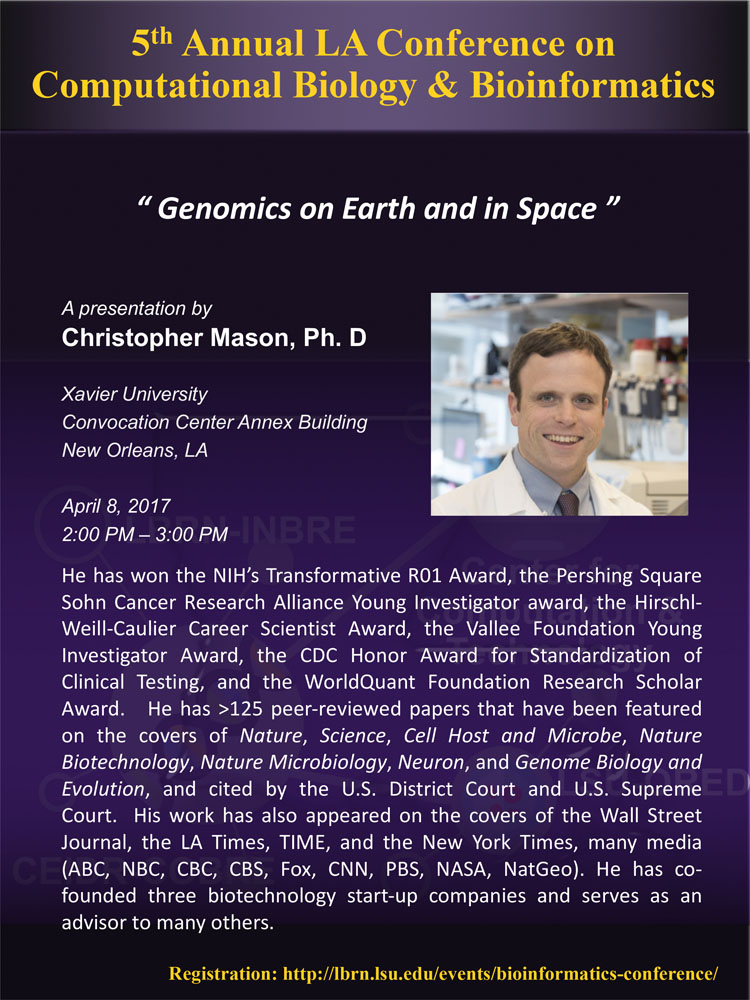 5th Annual LA Conference on
Computational Biology & Bioinformatics
“ Genomics on Earth and in Space ”
A presentation by
Christopher Mason, Ph. D
Xavier University
Convocation Center Annex Building
New Orleans, LA
April 8, 2017
2:00 PM – 3:00 PM
LBRN-INBRE
Center for
Computation &
Technology
He has won the NIH’s Transformative R01 Award, the Pershing Square
Sohn Cancer Research Alliance Young Investigator award, the Hirschl-
Weill-Caulier Career Scientist Award, the Vallee Foundation Young
Investigator Award, the CDC Honor Award for Standardization of
Clinical Testing, and the WorldQuant Foundation Research Scholar
Award. He has >125 peer-reviewed papers that have been featured
on the covers of Nature, Science, Cell Host and Microbe, Nature
Biotechnology, Nature Microbiology, Neuron, and Genome Biology and
Evolution, and cited by the U.S. District Court and U.S. Supreme
Court. His work has also appeared on the covers of the Wall Street
Journal, the LA Times, TIME, and the New York Times, many media
(ABC, NBC, CBC, CBS, Fox, CNN, PBS, NASA, NatGeo). He has co-
founded three biotechnology start-up companies and serves as an
advisor to many others.
Registration: http://lbrn.lsu.edu/events/bioinformatics-conference/